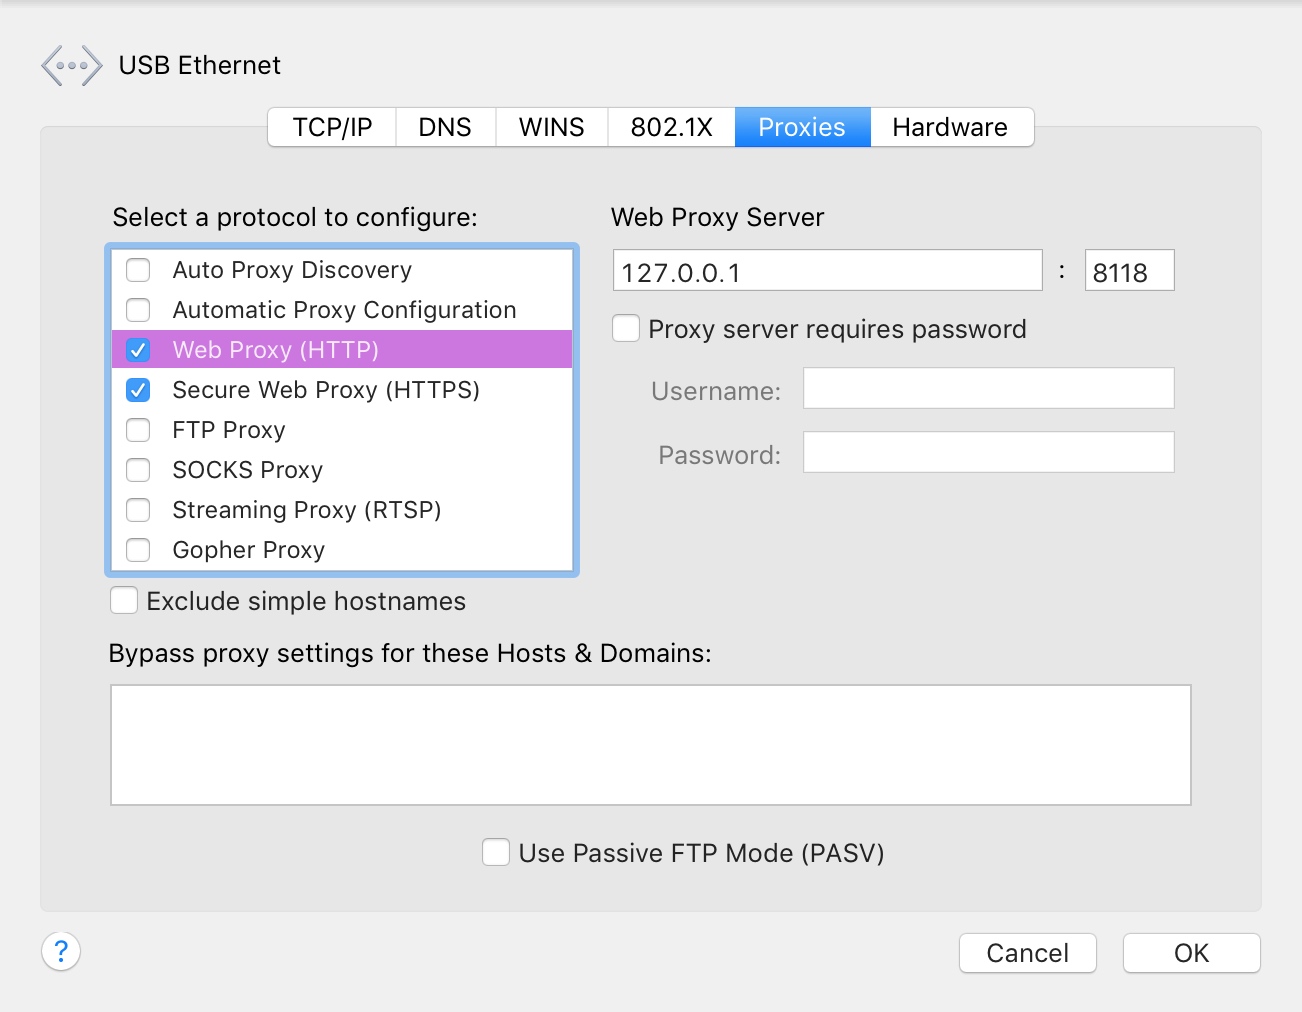 USB Ethernet
TCP/IP DNS WINS 802.1X Proxies Hardware
Select a protocol to configure:
Auto Proxy Discovery
Automatic Proxy Configuration
Web Proxy (HTTP)
Secure Web Proxy (HTTPS)
FTP Proxy
SOCKS Proxy
Streaming Proxy (RTSP)
Gopher Proxy
Exclude simple hostnames
Web Proxy Server
127.0.0.1 : 8118
Proxy server requires password
Username:
Password:
Bypass proxy settings for these Hosts & Domains:
Use Passive FTP Mode (PASV)
? Cancel OK